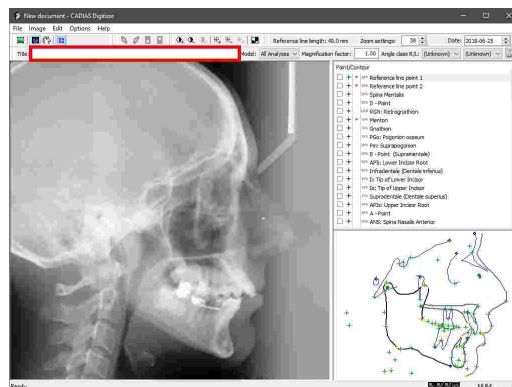 New document - CADIAS Digitizer
File Image Edit Options Help
Reference line length: 40.0 mm Zoom settings: 38 Date: 2018-06-25
Title: Model: All Analyses Magnification factor: 1.00 Angle class R/L: (Unknown) (Unknown)
Point/Contour
Reference line point 1
Reference line point 2
Spina Mentalis
D - Point
RGN: Retrognathion
Menton
Gnathion
PGo: Pogonion osseum
Pm: Suprapogonion
B - Point (Supramentale)
API: Lower Incisor Root
Infradentale (Dentale inferius)
Ii: Tip of Lower Incisor
Is: Tip of Upper Incisor
Supradentale (Dentale superius)
APIs: Upper Incisor Root
A - Point
ANS: Spina Nasalis Anterior
Ready NUM